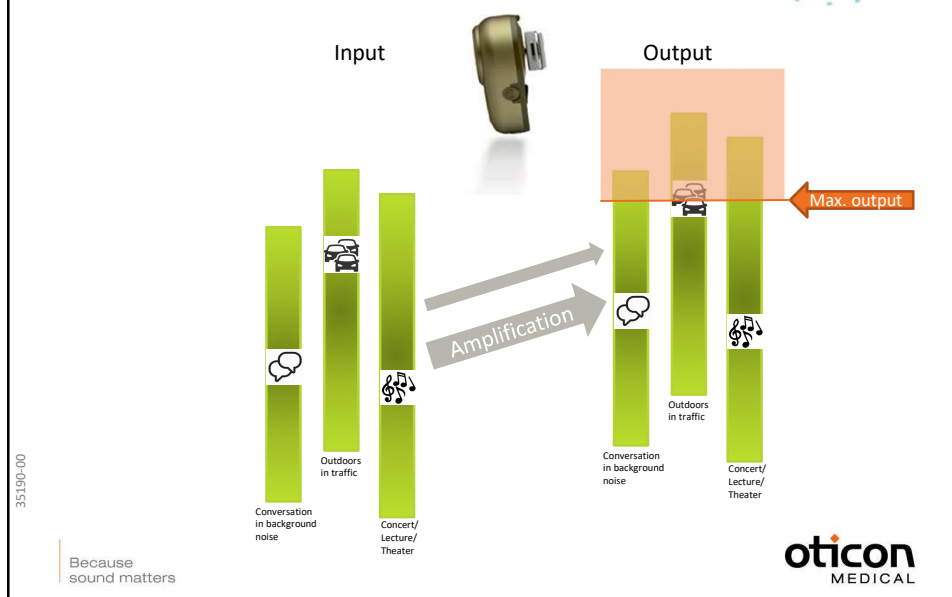 Input
Output
Max. output
Amplification
Outdoors
in traffic
Conversation
in background
noise
Concert/
Lecture/
Theater
Outdoors
in traffic
Conversation
in background
noise
Concert/
Lecture/
Theater
35190-00
Because
sound matters
oticon
MEDICAL